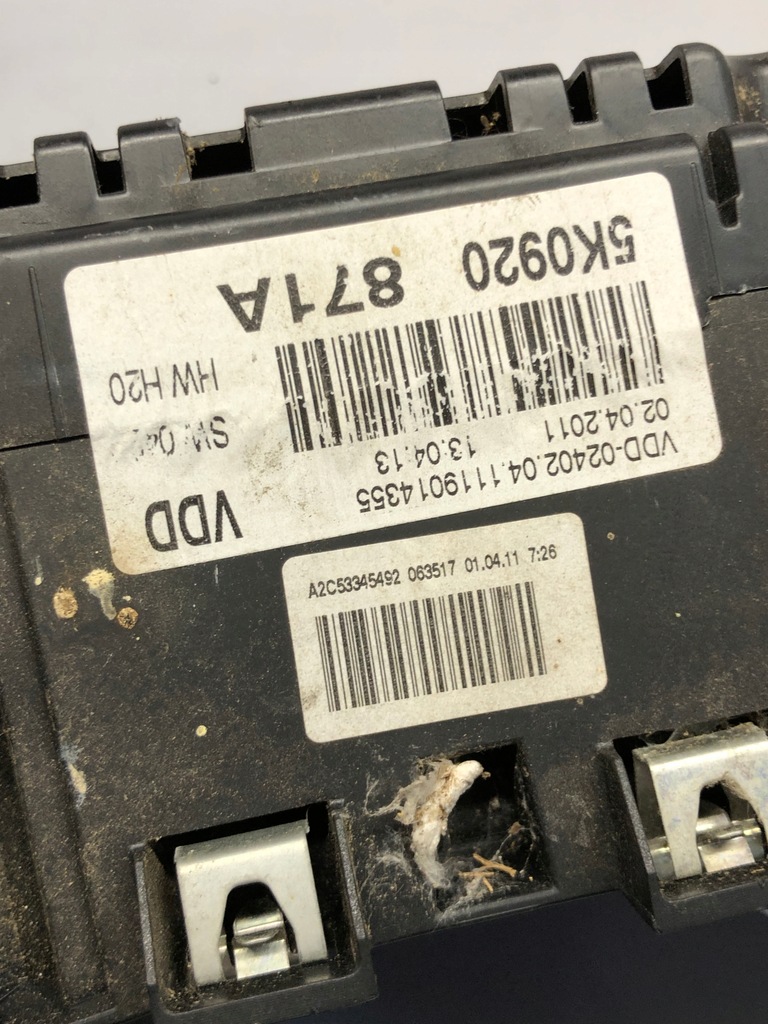 5K0920 871A
HW H20
SW
02.04.2011 13.04.13
VDD-02402.04.1119014355
VDD
A2C53345492 063517 01.04.11 7:26